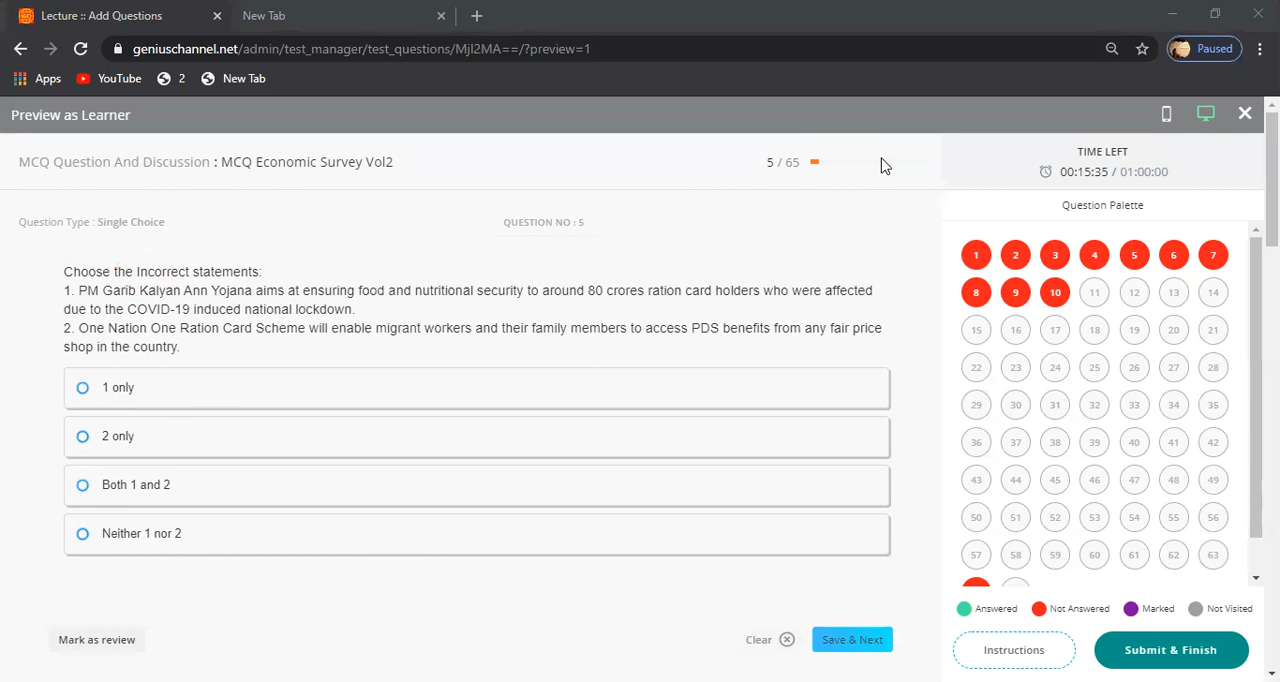 Lecture :: Add Questions
New Tab
geniuschannel.net/admin/test_manager/test_questions/MjI2MA==/?preview=1
Paused
Apps
YouTube
2
New Tab
Preview as Learner
MCQ Question And Discussion : MCQ Economic Survey Vol2
5 / 65
TIME LEFT
00:15:35 / 01:00:00
Question Type : Single Choice
QUESTION NO : 5
Question Palette
Choose the Incorrect statements:
1. PM Garib Kalyan Ann Yojana aims at ensuring food and nutritional security to around 80 crores ration card holders who were affected
due to the COVID-19 induced national lockdown.
2. One Nation One Ration Card Scheme will enable migrant workers and their family members to access PDS benefits from any fair price
shop in the country.
1 only
2 only
Both 1 and 2
Neither 1 nor 2
1 2 3 4 5 6 7
8 9 10 11 12 13 14
15 16 17 18 19 20 21
22 23 24 25 26 27 28
29 30 31 32 33 34 35
36 37 38 39 40 41 42
43 44 45 46 47 48 49
50 51 52 53 54 55 56
57 58 59 60 61 62 63
Answered
Not Answered
Marked
Not Visited
Mark as review
Clear
Save & Next
Instructions
Submit & Finish